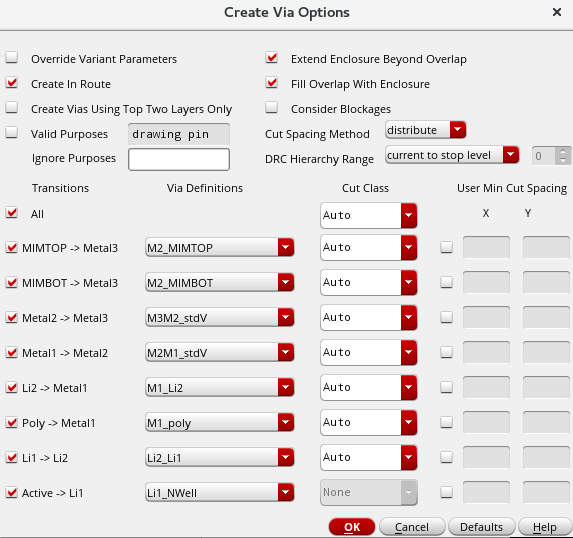 Create Via Options
Override Variant Parameters Extend Enclosure Beyond Overlap
Create In Route Fill Overlap With Enclosure
Create Vias Using Top Two Layers Only Consider Blockages
Valid Purposes drawing pin Cut Spacing Method distribute
Ignore Purposes DRC Hierarchy Range current to stop level 0
Transitions Via Definitions Cut Class User Min Cut Spacing
All Auto X Y
MIMTOP -> Metal3 M2_MIMTOP Auto
MIMBOT -> Metal3 M2_MIMBOT Auto
Metal2 -> Metal3 M3M2_stdV Auto
Metal1 -> Metal2 M2M1_stdV Auto
Li2 -> Metal1 M1_Li2 Auto
Poly -> Metal1 M1_poly Auto
Li1 -> Li2 Li2_Li1 Auto
Active -> Li1 Li1_NWell None
OK Cancel Defaults Help